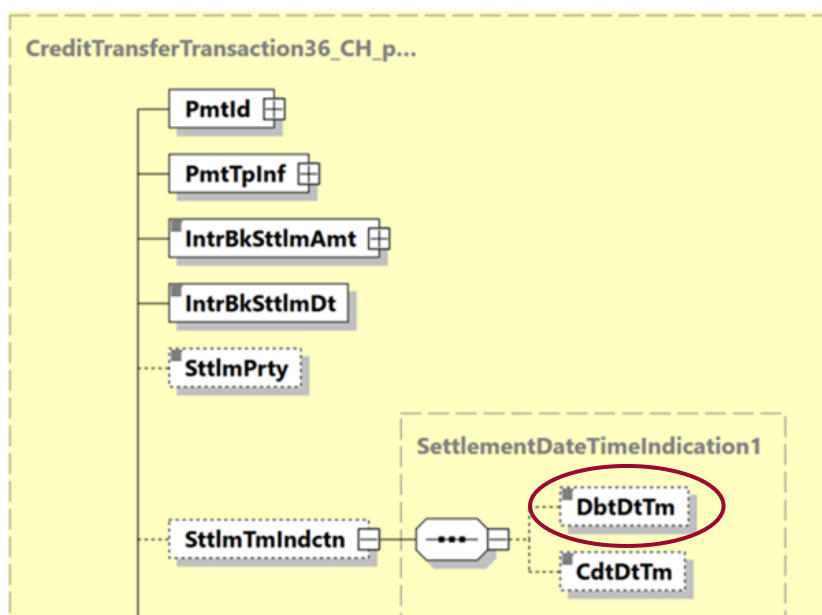 CreditTransferTransaction36_CH_p...
PmtId
PmtTpInf
IntrBkSttlmAmt
IntrBkSttlmDt
SttlmPrty
SettlementDateTimeIndication1
DbtDtTm
SttlmTmIndctn
CdtDtTm